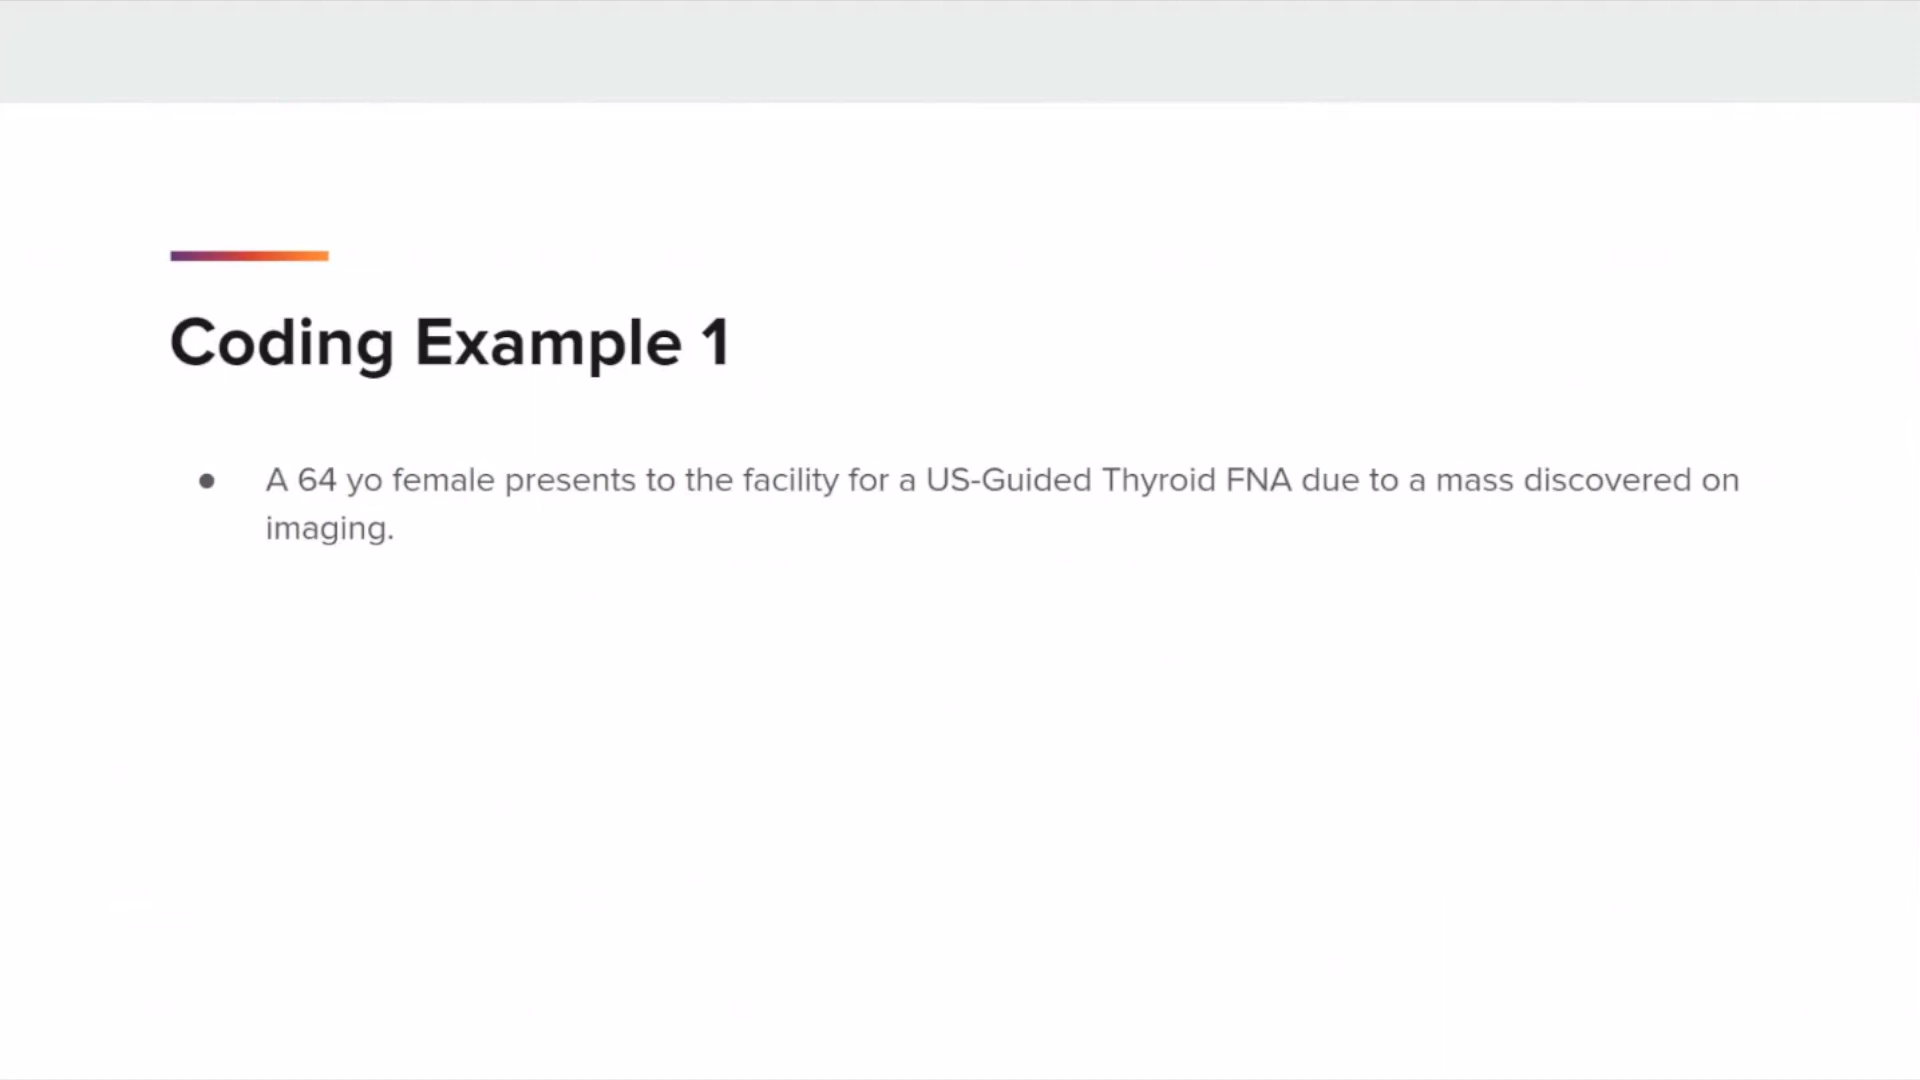 Coding Example 1
● A 64 yo female presents to the facility for a US-Guided Thyroid FNA due to a mass discovered on
imaging.